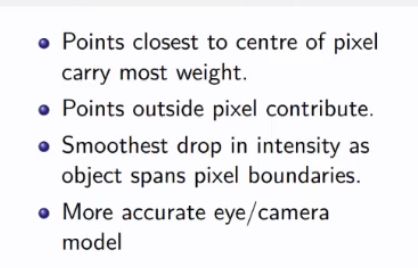 Points closest to centre of pixel
carry most weight.
Points outside pixel contribute.
Smoothest drop in intensity as
object spans pixel boundaries.
More accurate eye/camera
model